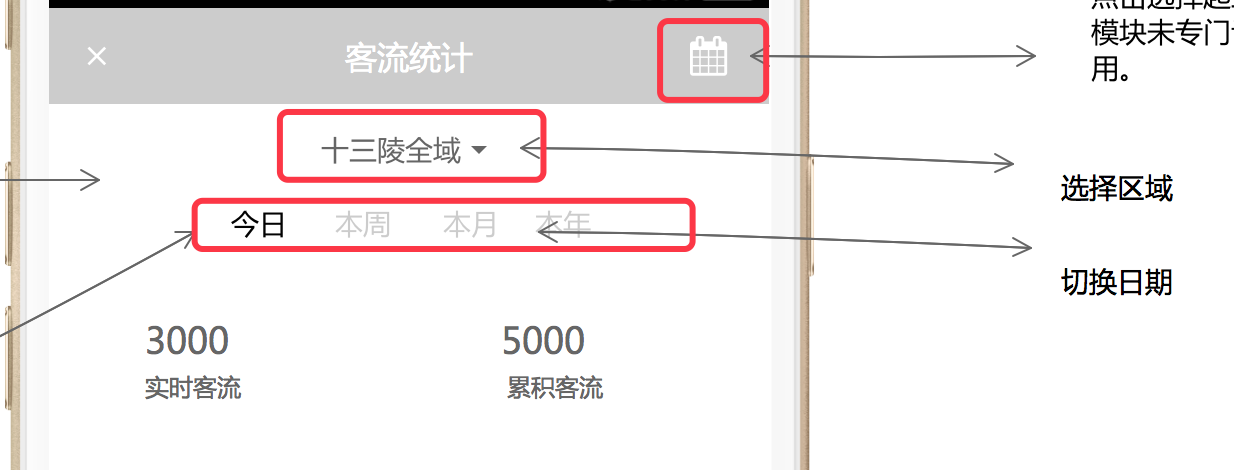 ×
客流统计
模块未专门
用。
十三陵全域
选择区域
今日 本周 本月 本年
切换日期
3000 5000
实时客流 累积客流